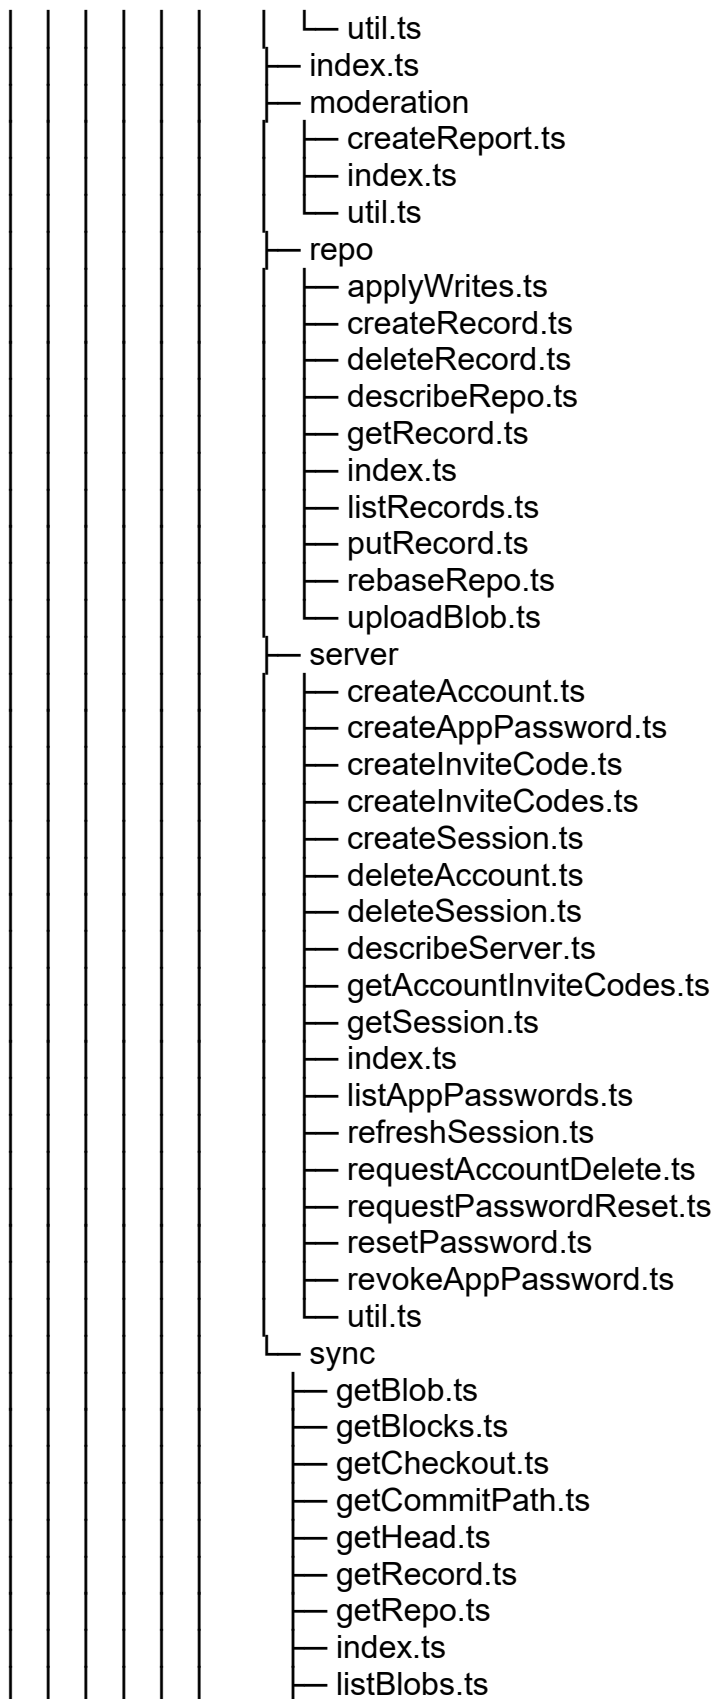 util.ts
index.ts
moderation
createReport.ts
index.ts
util.ts
repo
applyWrites.ts
createRecord.ts
deleteRecord.ts
describeRepo.ts
getRecord.ts
index.ts
listRecords.ts
putRecord.ts
rebaseRepo.ts
uploadBlob.ts
server
createAccount.ts
createAppPassword.ts
createInviteCode.ts
createInviteCodes.ts
createSession.ts
deleteAccount.ts
deleteSession.ts
describeServer.ts
getAccountInviteCodes.ts
getSession.ts
index.ts
listAppPasswords.ts
refreshSession.ts
requestAccountDelete.ts
requestPasswordReset.ts
resetPassword.ts
revokeAppPassword.ts
util.ts
sync
getBlob.ts
getBlocks.ts
getCheckout.ts
getCommitPath.ts
getHead.ts
getRecord.ts
getRepo.ts
index.ts
listBlobs.ts